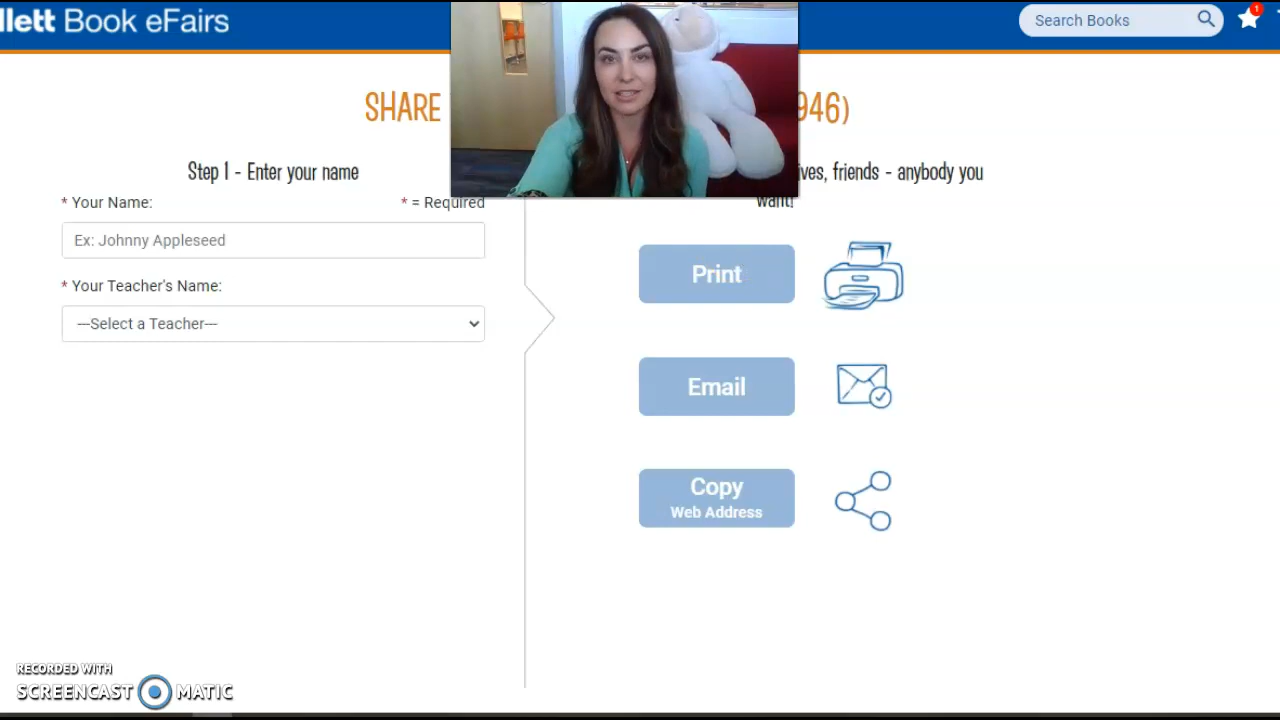 llett Book eFairs
Search Books
1
SHARE
946)
Step 1 - Enter your name
ives, friends - anybody you
want!
* Your Name:
* = Required
Ex: Johnny Appleseed
* Your Teacher's Name:
---Select a Teacher---
Print
Email
Copy
Web Address
RECORDED WITH
SCREENCAST MATIC